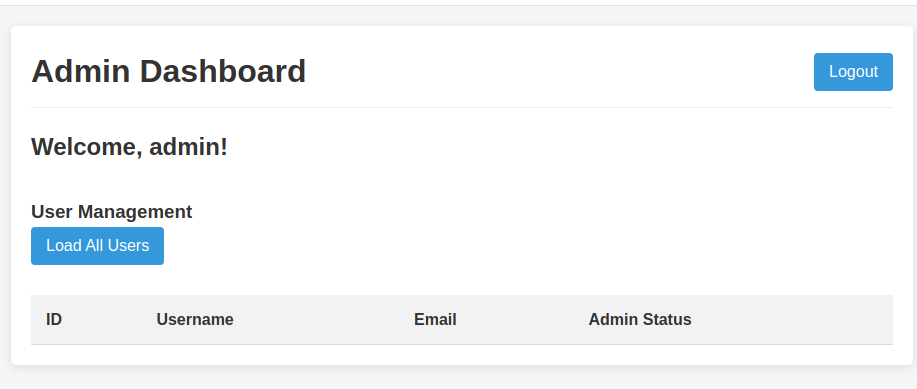 Admin Dashboard
Logout
Welcome, admin!
User Management
Load All Users
ID Username Email Admin Status